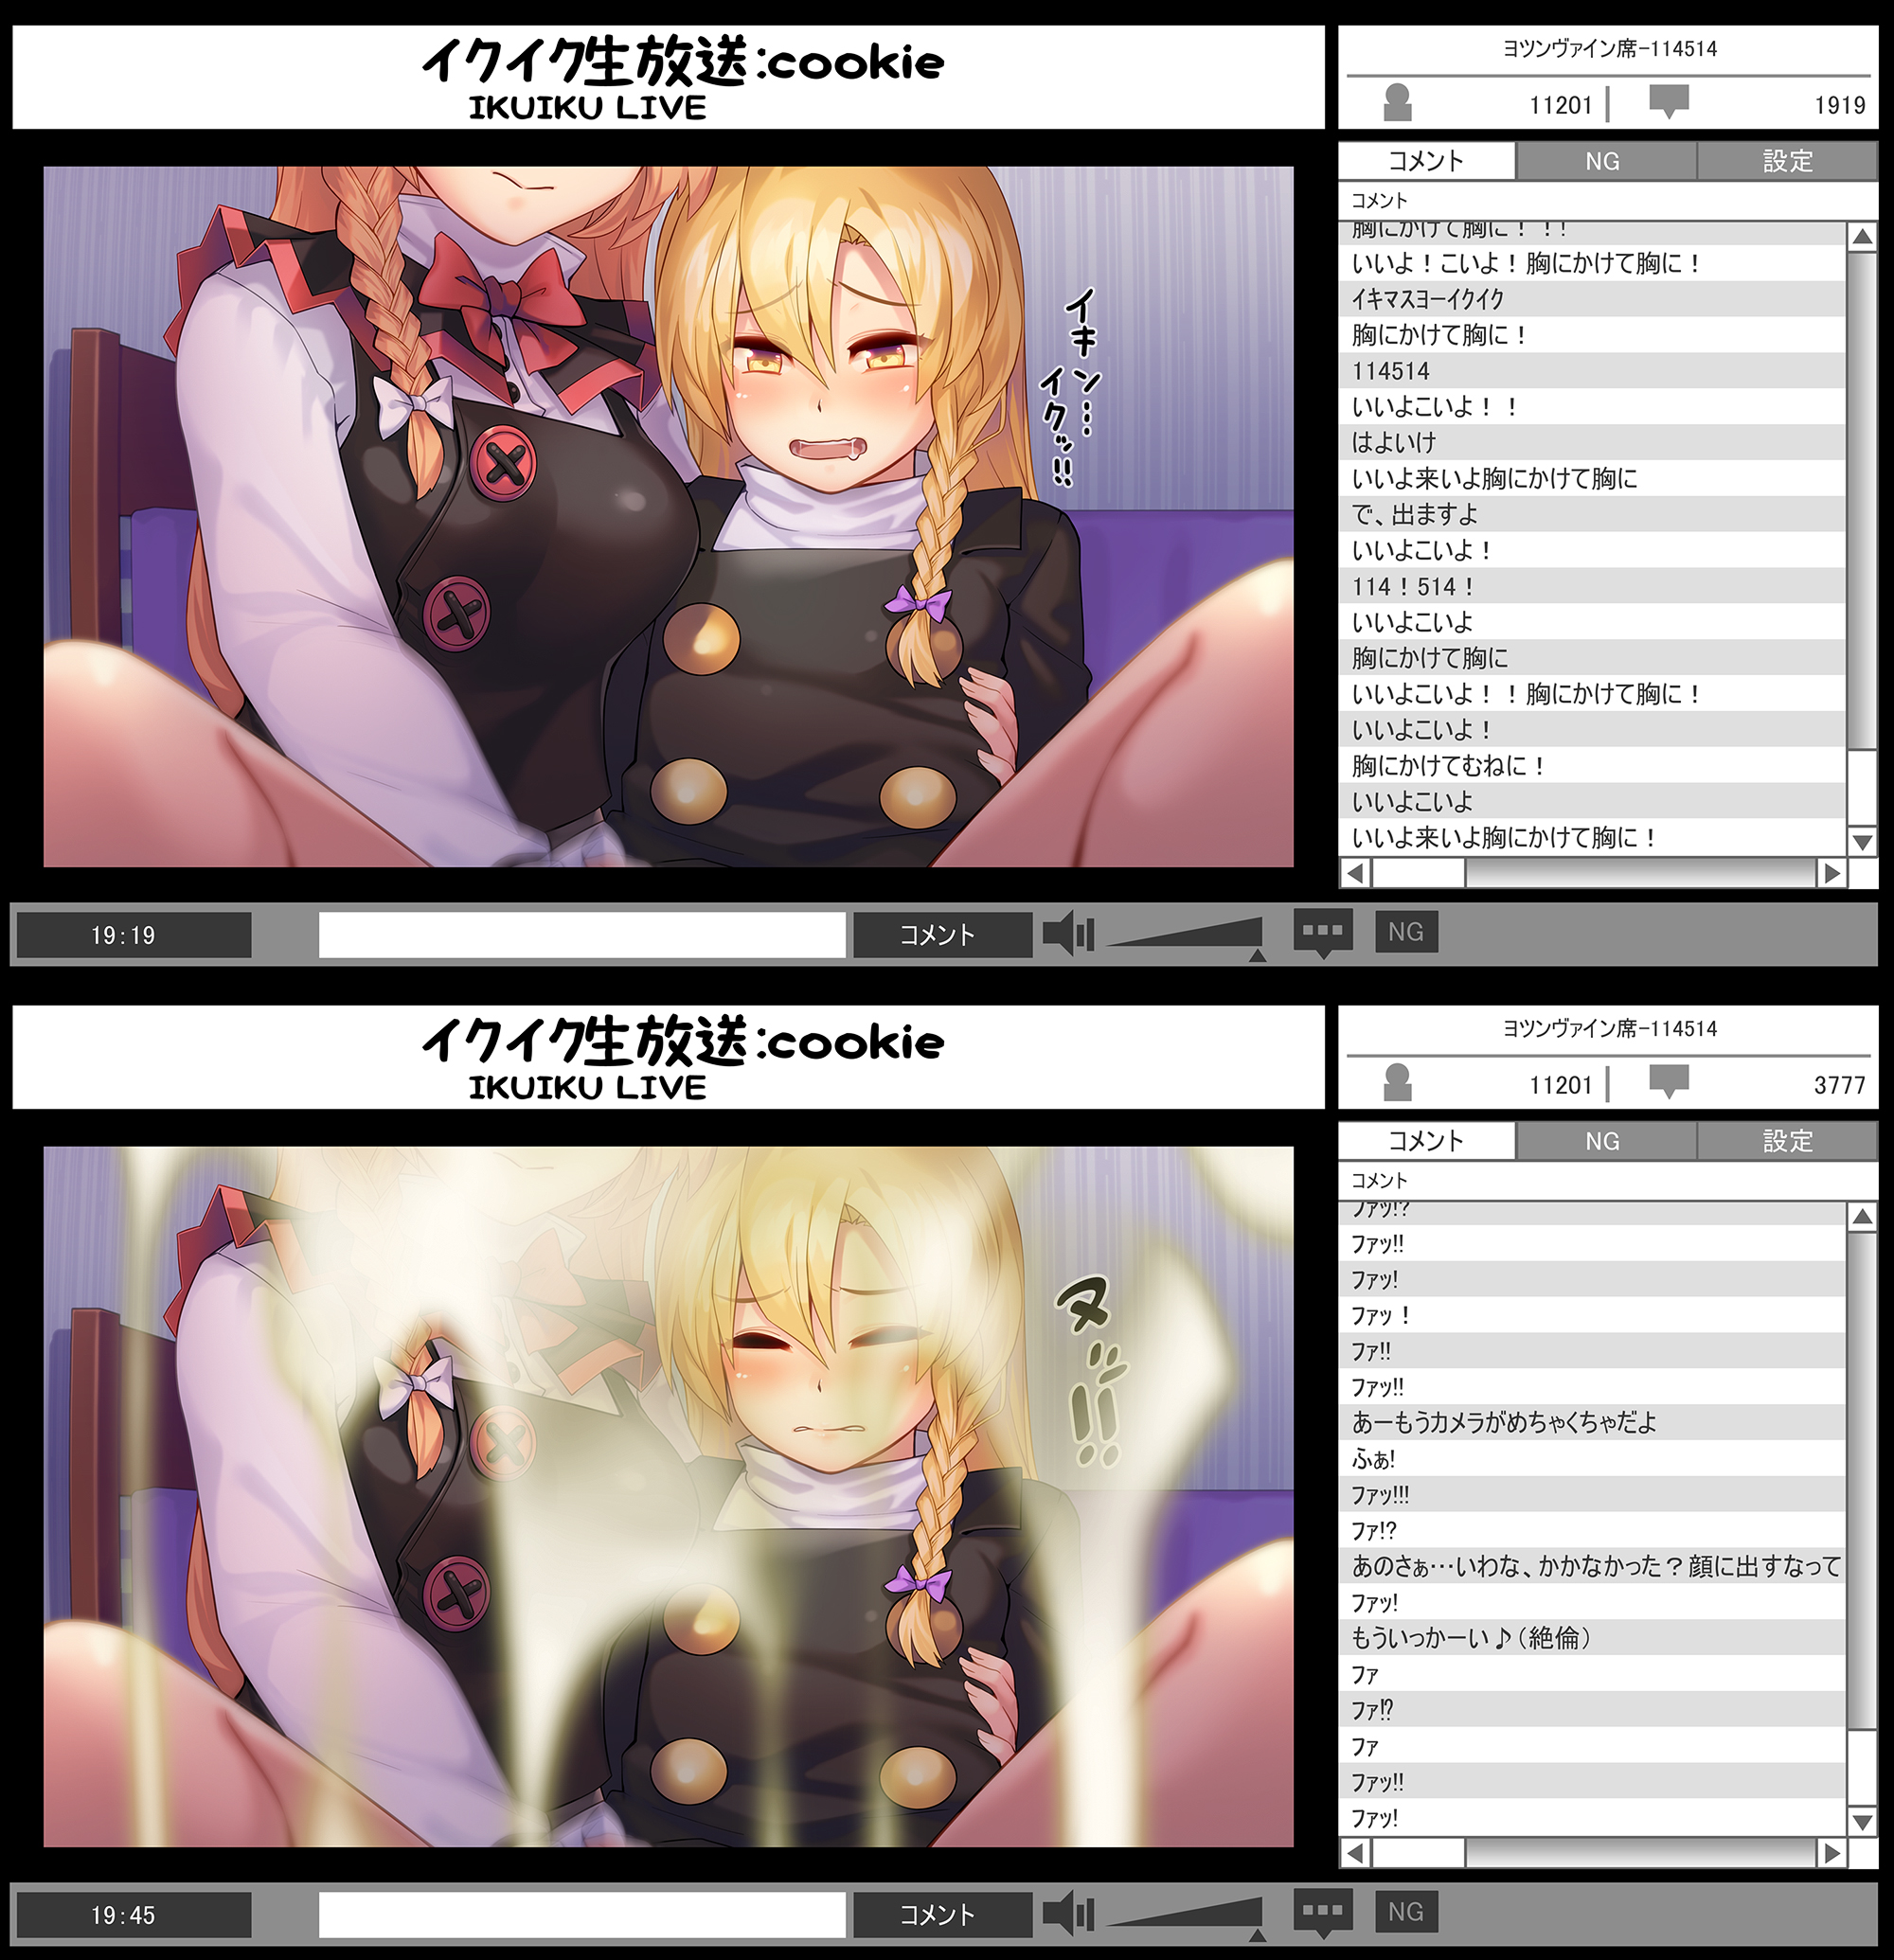 イクイク生放送:cookie
IKUIKU LIVE
ヨツンヴァイン席-114514
11201
1919
コメント
NG
設定
コメント
胸にかけて胸に！！！
いいよ！こいよ！胸にかけて胸に！
イキマスヨーイクイク
胸にかけて胸に！
114514
いいよこいよ！！
はよいけ
いいよ来いよ胸にかけて胸に
で、出ますよ
いいよこいよ！
114！514！
いいよこいよ
胸にかけて胸に
いいよこいよ！！胸にかけて胸に！
いいよこいよ！
胸にかけてむねに！
いいよこいよ
いいよ来いよ胸にかけて胸に！
イキソ…
イクッ!!
19:19
コメント
NG
イクイク生放送:cookie
IKUIKU LIVE
ヨツンヴァイン席-114514
11201
3777
コメント
NG
設定
コメント
ファッ!?
ファッ!!
ファッ!
ファッ！
ファ!!
ファッ!!
あーもうカメラがめちゃくちゃだよ
ふぁ!
ファッ!!!
ファ!?
あのさぁ…いわな、かかなかった？顔に出すなって
ファッ!
もういっかーい♪（絶倫）
ファ
ファ!?
ファ
ファッ!!
ファッ!
ヌ゛!!
19:45
コメント
NG